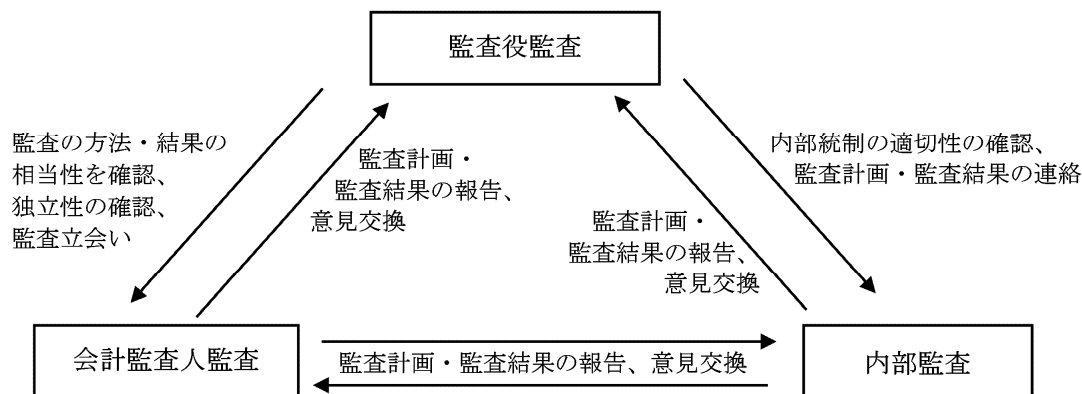 監査役監査
監査の方法・結果の
相当性を確認、
独立性の確認、
監査立会い
監査計画・
監査結果の報告、
意見交換
監査計画・
監査結果の報告、
意見交換
内部統制の適切性の確認、
監査計画・監査結果の連絡
会計監査人監査
監査計画・監査結果の報告、意見交換
内部監査